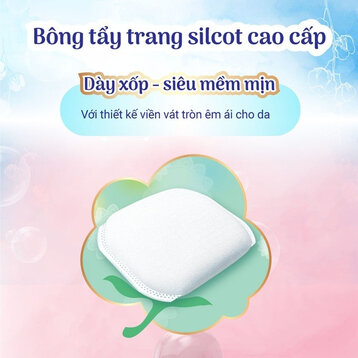 Bông tẩy trang silcot cao cấp
Dày xốp - siêu mềm mịn
Với thiết kế viền vát tròn êm ái cho da